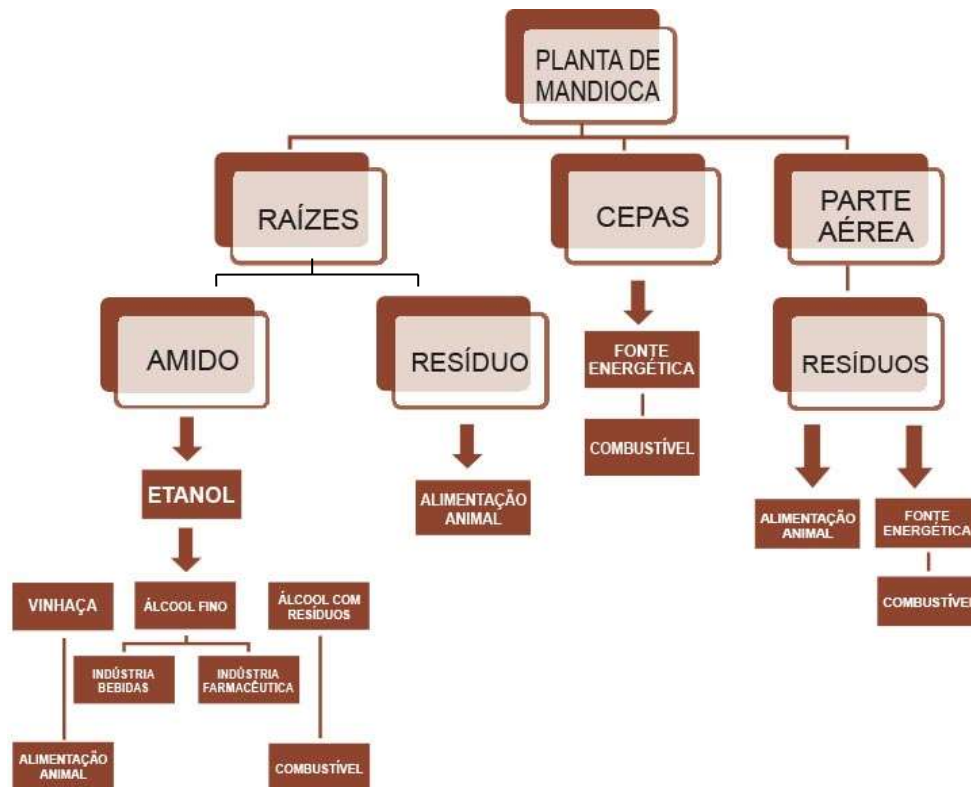 PLANTA DE
MANDIOCA
RAÍZES
CEPAS
PARTE
AÉREA
AMIDO
RESÍDUO
FONTE
ENERGÉTICA
RESÍDUOS
COMBUSTÍVEL
ETANOL
ALIMENTAÇÃO
ANIMAL
ALIMENTAÇÃO
ANIMAL
FONTE
ENERGÉTICA
VINHAÇA
ÁLCOOL FINO
ÁLCOOL COM
RESÍDUOS
COMBUSTÍVEL
INDÚSTRIA
BEBIDAS
INDÚSTRIA
FARMACÊUTICA
ALIMENTAÇÃO
ANIMAL
COMBUSTÍVEL